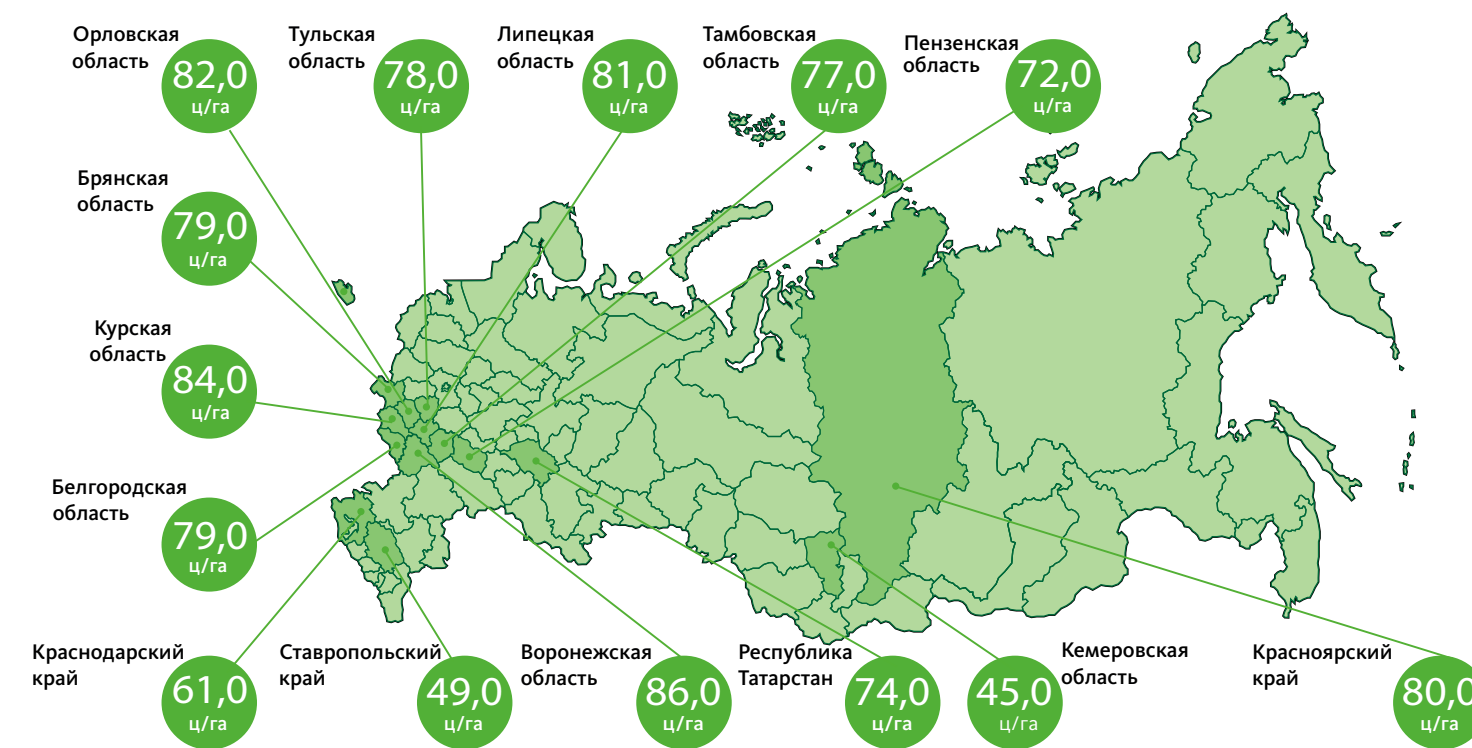 Орловская
область
82,0
ц/га
Тульская
область
78,0
ц/га
Липецкая
область
81,0
ц/га
Тамбовская
область
77,0
ц/га
Пензенская
область
72,0
ц/га
Брянская
область
79,0
ц/га
Курская
область
84,0
ц/га
Белгородская
область
79,0
ц/га
Краснодарский
край
61,0
ц/га
Ставропольский
край
49,0
ц/га
Воронежская
область
86,0
ц/га
Республика
Татарстан
74,0
ц/га
Кемеровская
область
45,0
ц/га
Красноярский
край
80,0
ц/га